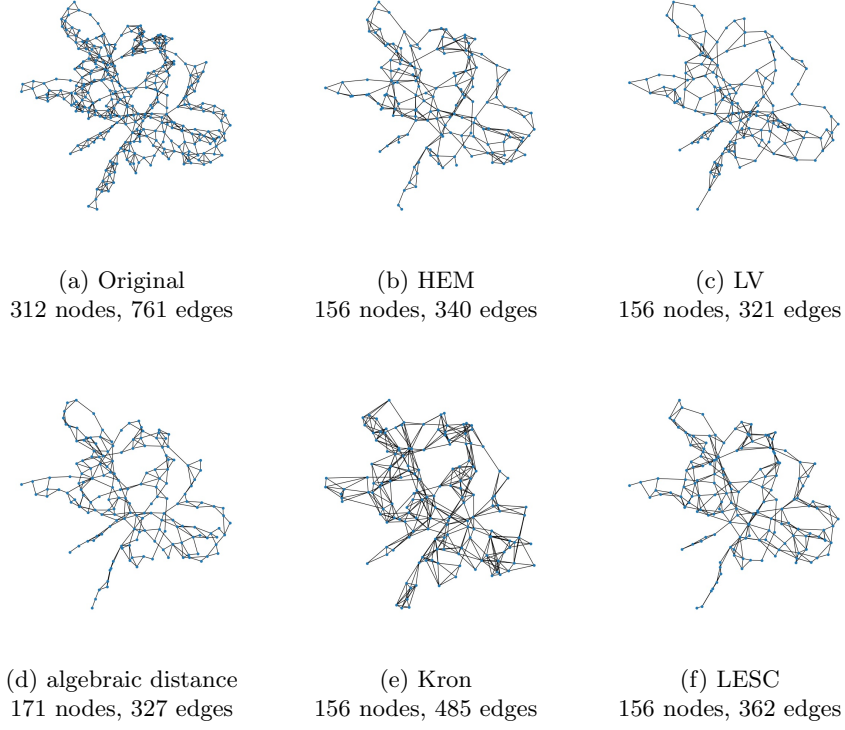 (a) Original
312 nodes, 761 edges
(b) HEM
156 nodes, 340 edges
(c) LV
156 nodes, 321 edges
(d) algebraic distance
171 nodes, 327 edges
(e) Kron
156 nodes, 485 edges
(f) LESC
156 nodes, 362 edges